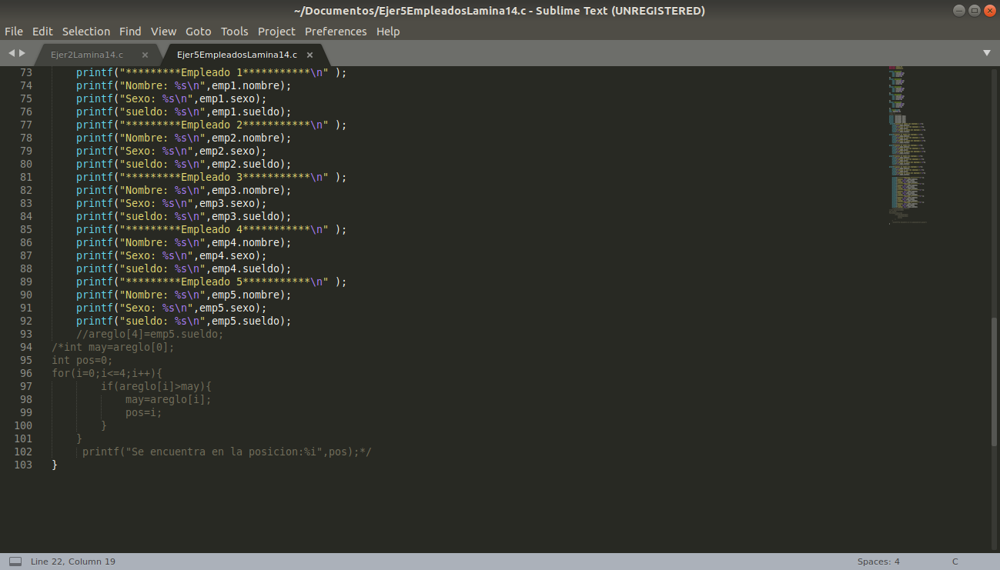 ~/Documentos/Ejer5EmpleadosLamina14.c - Sublime Text (UNREGISTERED)
File Edit Selection Find View Goto Tools Project Preferences Help
Ejer2Lamina14.c × Ejer5EmpleadosLamina14.c ×
73 printf("*********Empleado 1***********\n" );
74 printf("Nombre: %s\n",emp1.nombre);
75 printf("Sexo: %s\n",emp1.sexo);
76 printf("sueldo: %s\n",emp1.sueldo);
77 printf("*********Empleado 2***********\n" );
78 printf("Nombre: %s\n",emp2.nombre);
79 printf("Sexo: %s\n",emp2.sexo);
80 printf("sueldo: %s\n",emp2.sueldo);
81 printf("*********Empleado 3***********\n" );
82 printf("Nombre: %s\n",emp3.nombre);
83 printf("Sexo: %s\n",emp3.sexo);
84 printf("sueldo: %s\n",emp3.sueldo);
85 printf("*********Empleado 4***********\n" );
86 printf("Nombre: %s\n",emp4.nombre);
87 printf("Sexo: %s\n",emp4.sexo);
88 printf("sueldo: %s\n",emp4.sueldo);
89 printf("*********Empleado 5***********\n" );
90 printf("Nombre: %s\n",emp5.nombre);
91 printf("Sexo: %s\n",emp5.sexo);
92 printf("sueldo: %s\n",emp5.sueldo);
93 //areglo[4]=emp5.sueldo;
94 /*int may=areglo[0];
95 int pos=0;
96 for(i=0;i<=4;i++){
97 if(areglo[i]>may){
98 may=areglo[i];
99 pos=i;
100 }
101 }
102 printf("Se encuentra en la posicion:%i",pos);*/
103 }
Line 22, Column 19 Spaces: 4 C